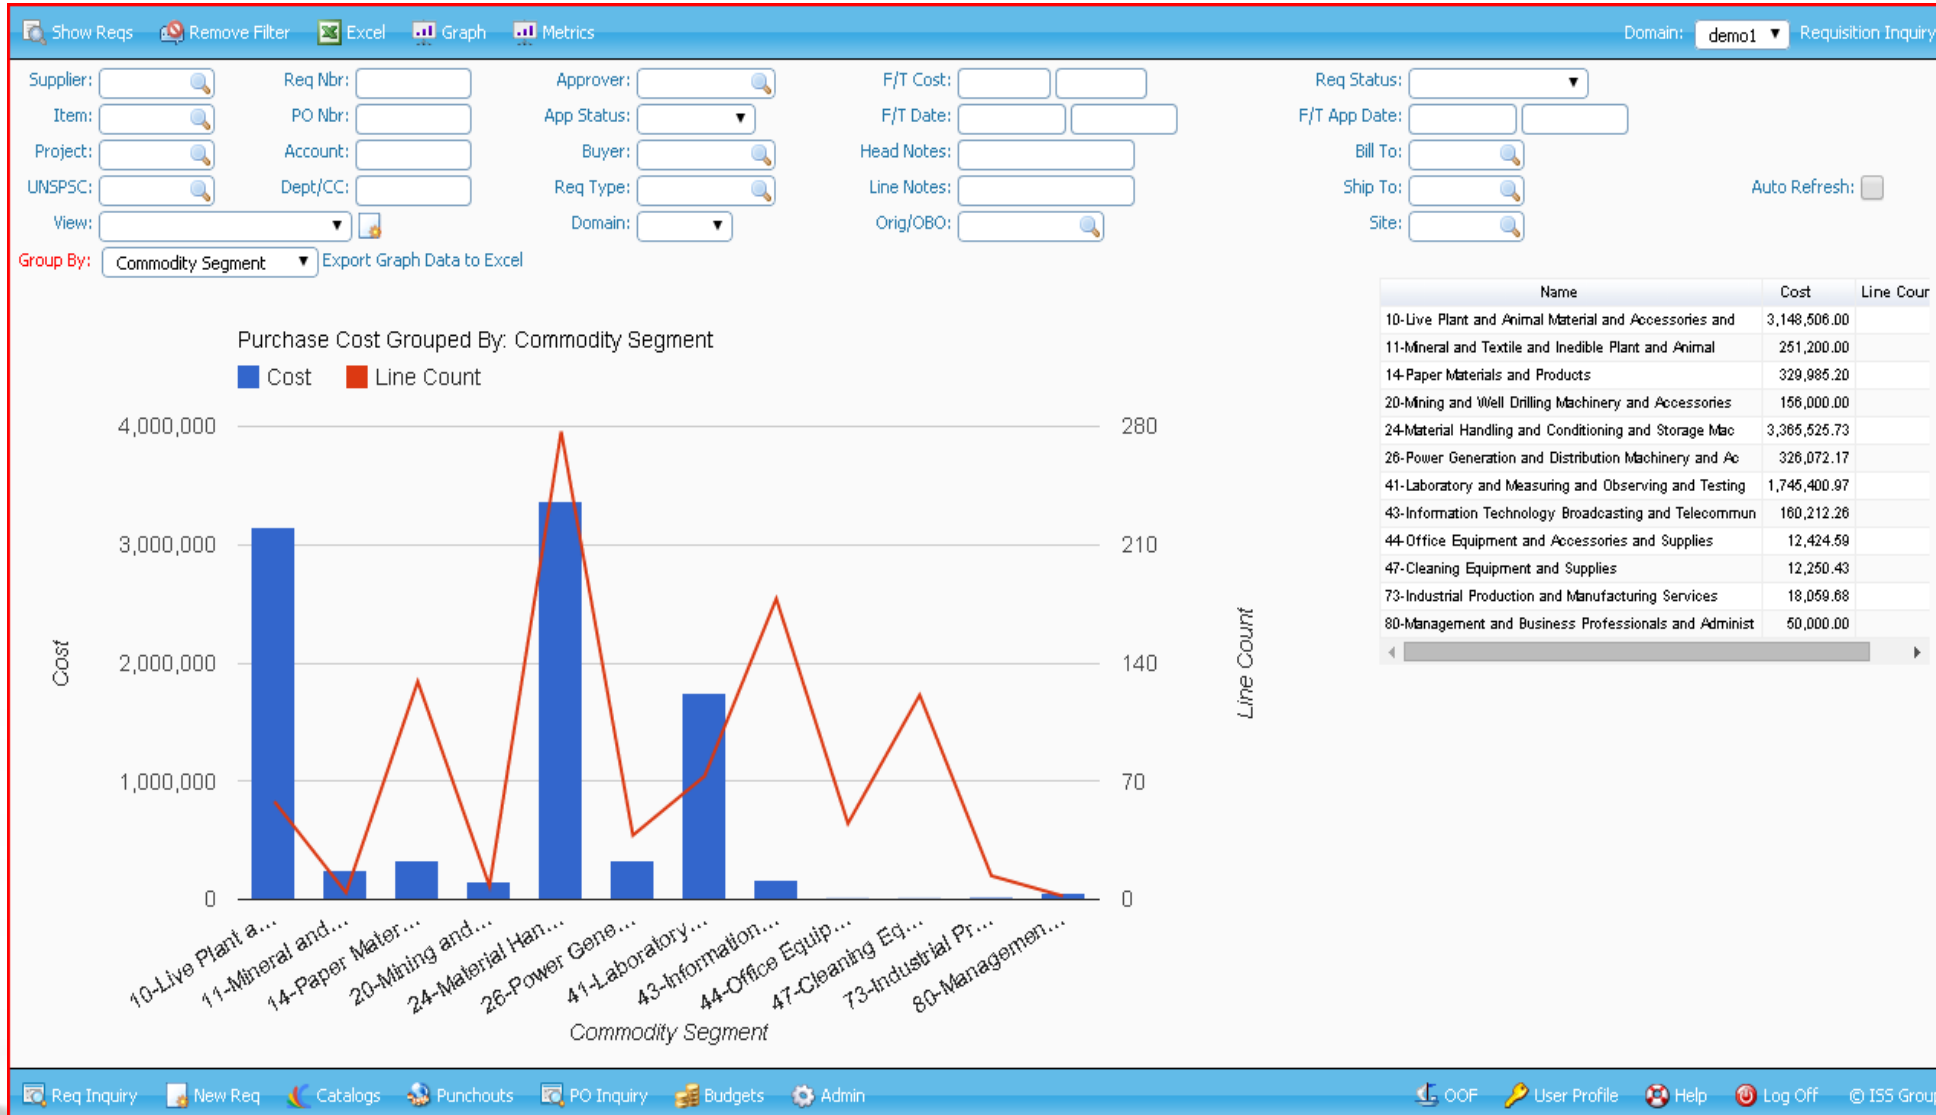 Show Reqs Remove Filter Excel Graph Metrics Domain: demo1 Requisition Inquiry
Supplier: Req Nbr: Approver: F/T Cost: Req Status:
Item: PO Nbr: App Status: F/T Date: F/T App Date:
Project: Account: Buyer: Head Notes: Bill To:
UNSPSC: Dept/CC: Req Type: Line Notes: Ship To: Auto Refresh:
View: Domain: Orig/OBO: Site:
Group By: Commodity Segment Export Graph Data to Excel
Name Cost Line Cour
10-Live Plant and Animal Material and Accessories and 3,148,506.00
11-Mineral and Textile and Inedible Plant and Animal 251,200.00
14-Paper Materials and Products 329,985.20
20-Mining and Well Drilling Machinery and Accessories 156,000.00
24-Material Handling and Conditioning and Storage Mac 3,365,525.73
26-Power Generation and Distribution Machinery and Ac 326,072.17
41-Laboratory and Measuring and Observing and Testing 1,745,400.97
43-Information Technology Broadcasting and Telecommun 160,212.26
44-Office Equipment and Accessories and Supplies 12,424.59
47-Cleaning Equipment and Supplies 12,250.43
73-Industrial Production and Manufacturing Services 18,059.68
80-Management and Business Professionals and Administ 50,000.00
Purchase Cost Grouped By: Commodity Segment
Cost Line Count
4,000,000 280
3,000,000 210
2,000,000 140
1,000,000 70
0 0
Cost
Line Count
10-Live Plant a...
11-Mineral and...
14-Paper Mater...
20-Mining and...
24-Material Han...
26-Power Gene...
41-Laboratory...
43-Information...
44-Office Equip...
47-Cleaning Eq...
73-Industrial Pr...
80-Managemen...
Commodity Segment
Req Inquiry New Req Catalogs Punchouts PO Inquiry Budgets Admin OOF User Profile Help Log Off © ISS Grou